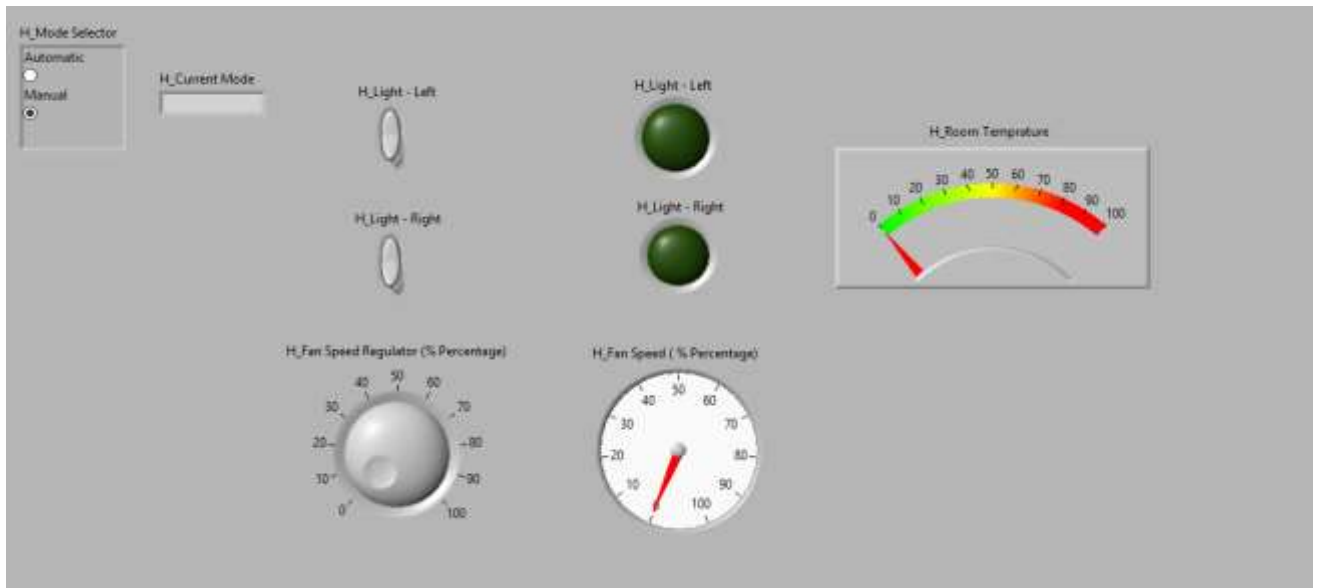 H_Mode Selector
Automatic
Manual
H_Current Mode
H_Light - Left
H_Light - Left
H_Room Temprature
0 10 20 30 40 50 60 70 80 90 100
H_Light - Right
H_Light - Right
H_Fan Speed Regulator (% Percentage)
0 10 20 30 40 50 60 70 80 90 100
H_Fan Speed ( % Percentage)
10 20 30 40 50 60 70 80 90 100